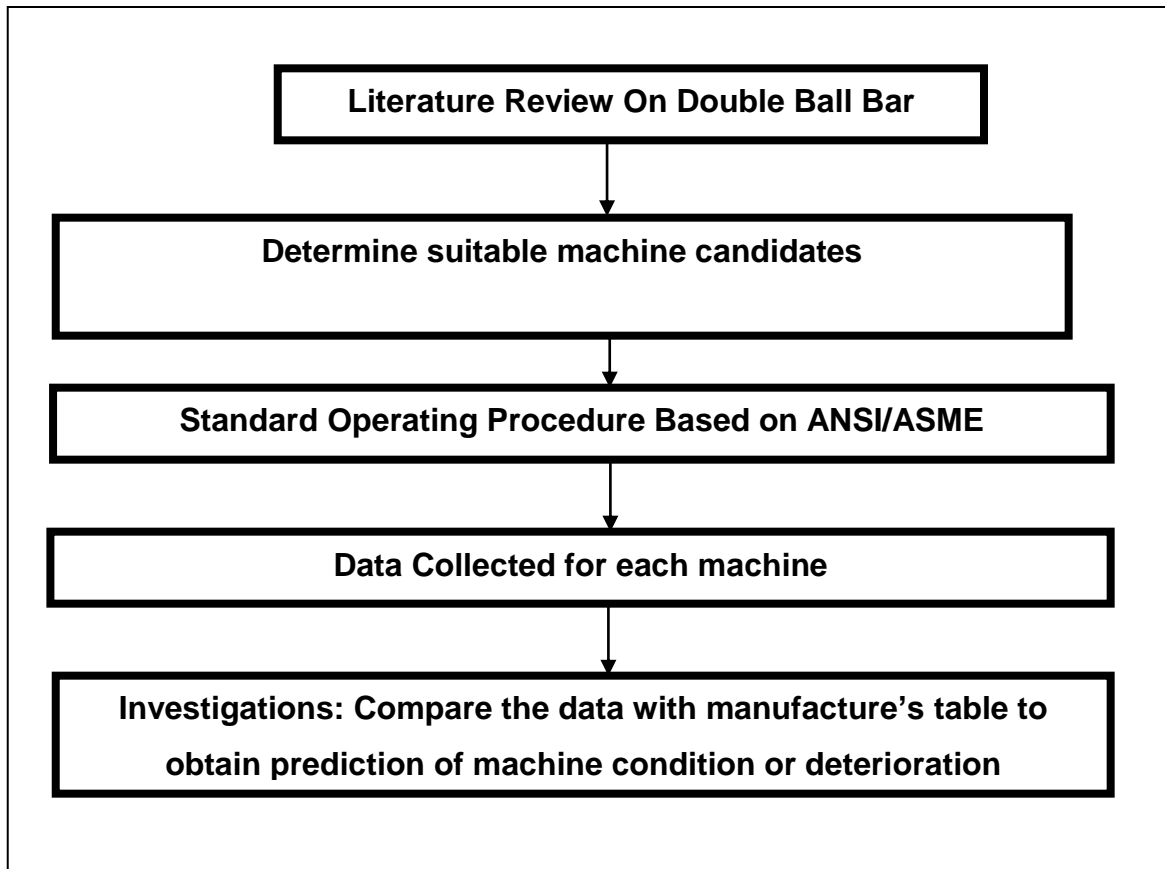 Literature Review On Double Ball Bar
Determine suitable machine candidates
Standard Operating Procedure Based on ANSI/ASME
Data Collected for each machine
Investigations: Compare the data with manufacture’s table to
obtain prediction of machine condition or deterioration